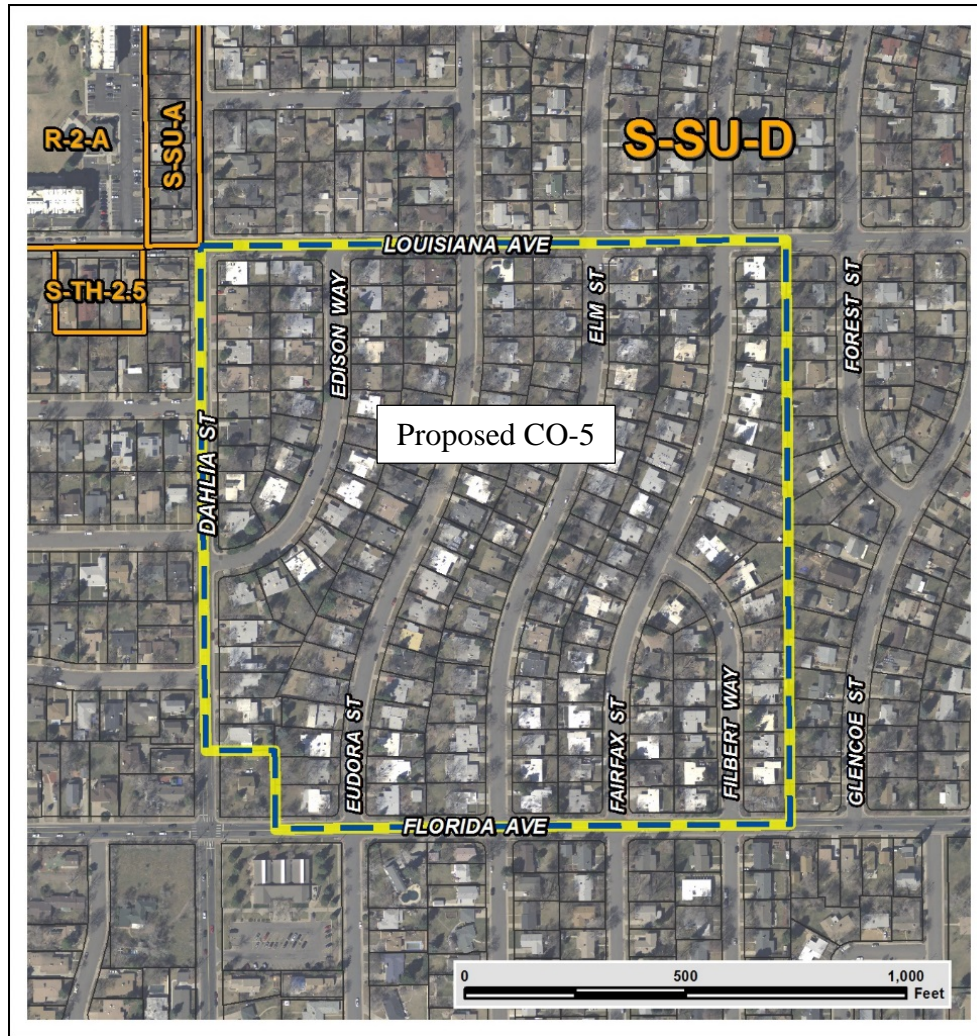 R-2-A
S-SU-A
S-SU-D
LOUISIANA AVE
S-TH-2.5
EDISON WAY
ELM ST
FOREST ST
Proposed CO-5
DAHLIA ST
EUDORA ST
FAIRFAX ST
FILBERT WAY
GLENCOE ST
FLORIDA AVE
0 500 1,000
Feet